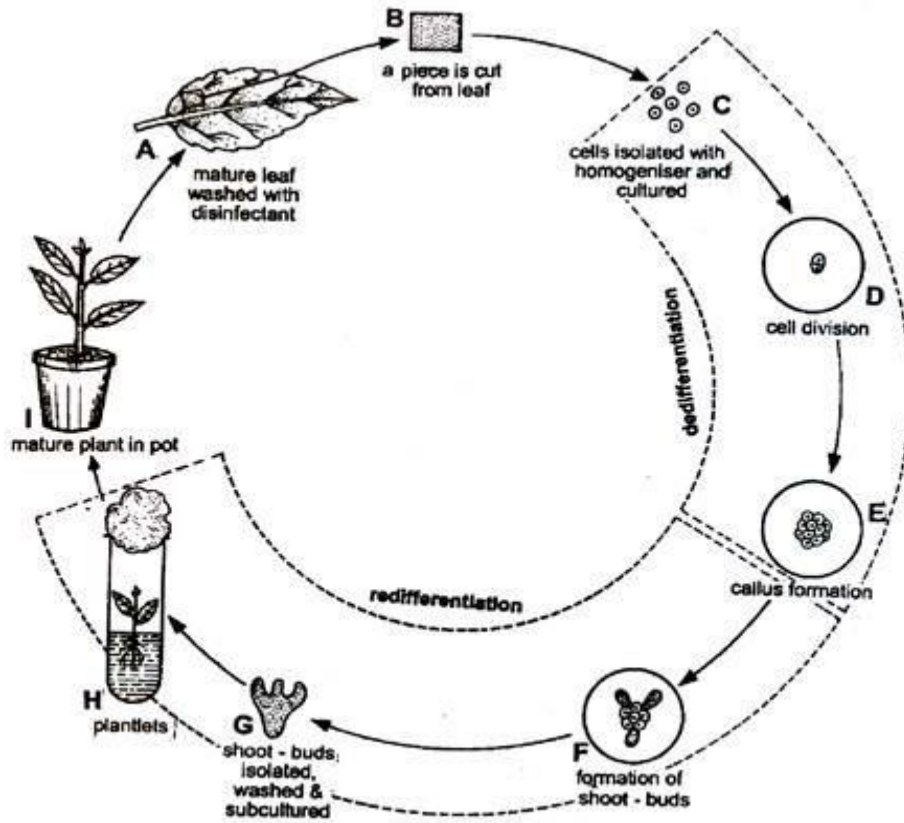 B
a piece is cut
from leaf
C
cells isolated with
homogeniser and
cultured
A
mature leaf
washed with
disinfectant
D
cell division
dedifferentiation
I
mature plant in pot
E
callus formation
redifferentiation
H
plantlets
G
shoot - buds,
isolated,
washed &
subcultured
F
formation of
shoot - buds